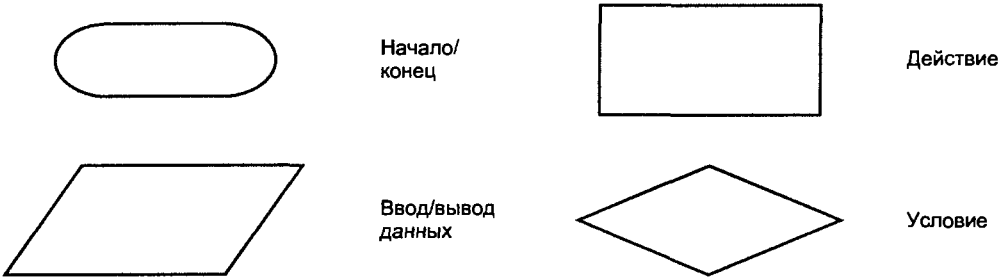 Начало/
конец
Действие
Ввод/вывод
данных
Условие